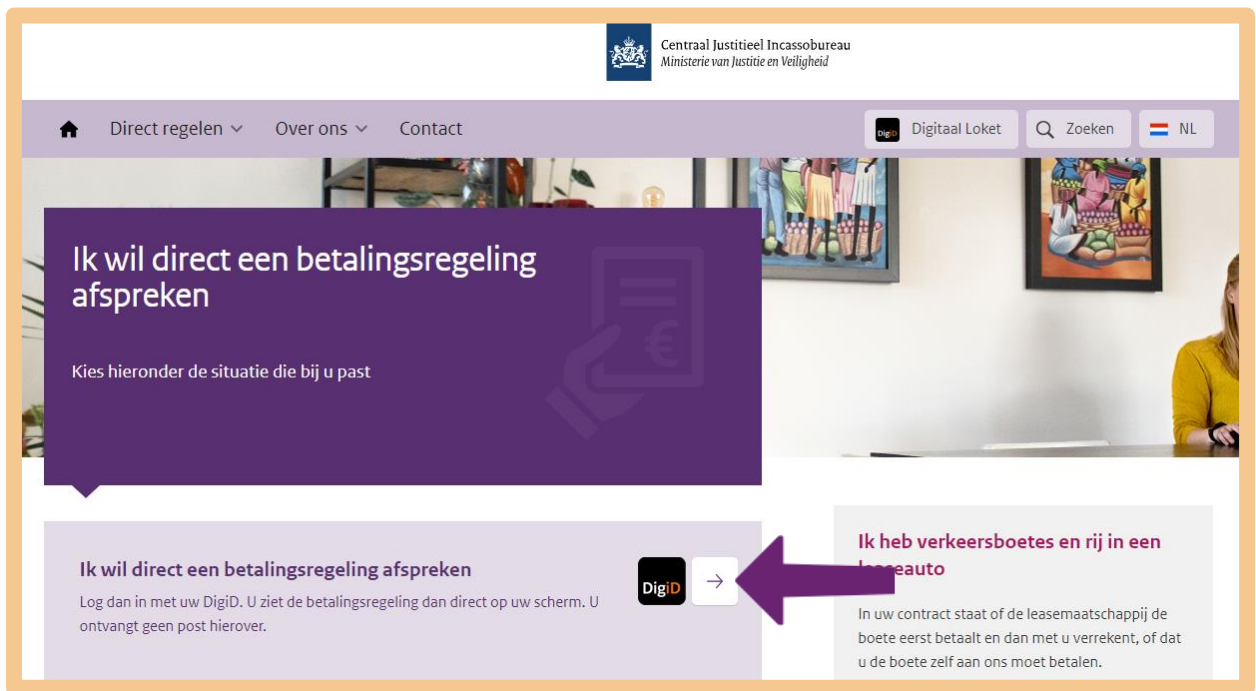 Centraal Justitieel Incassobureau
Ministerie van Justitie en Veiligheid
Direct regelen
Over ons
Contact
DigiD
Digitaal Loket
Zoeken
NL
Ik wil direct een betalingsregeling
afspreken
€
Kies hieronder de situatie die bij u past
Ik wil direct een betalingsregeling afspreken
Log dan in met uw DigiD. U ziet de betalingsregeling dan direct op uw scherm. U
ontvangt geen post hierover.
DigiD
Ik heb verkeersboetes en rij in een
leaseauto
In uw contract staat of de leasemaatschappij de
boete eerst betaalt en dan met u verrekent, of dat
u de boete zelf aan ons moet betalen.